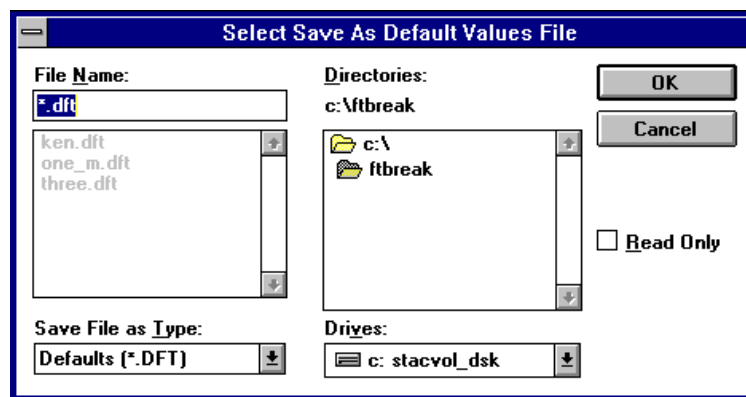 Select Save As Default Values File
File Name:
*.dft
ken.dft
one_m.dft
three.dft
Save File as Type:
Defaults (*.DFT)
Directories:
c:\ftbreak
c:\
ftbreak
Drives:
c: stacvol_dsk
OK
Cancel
Read Only